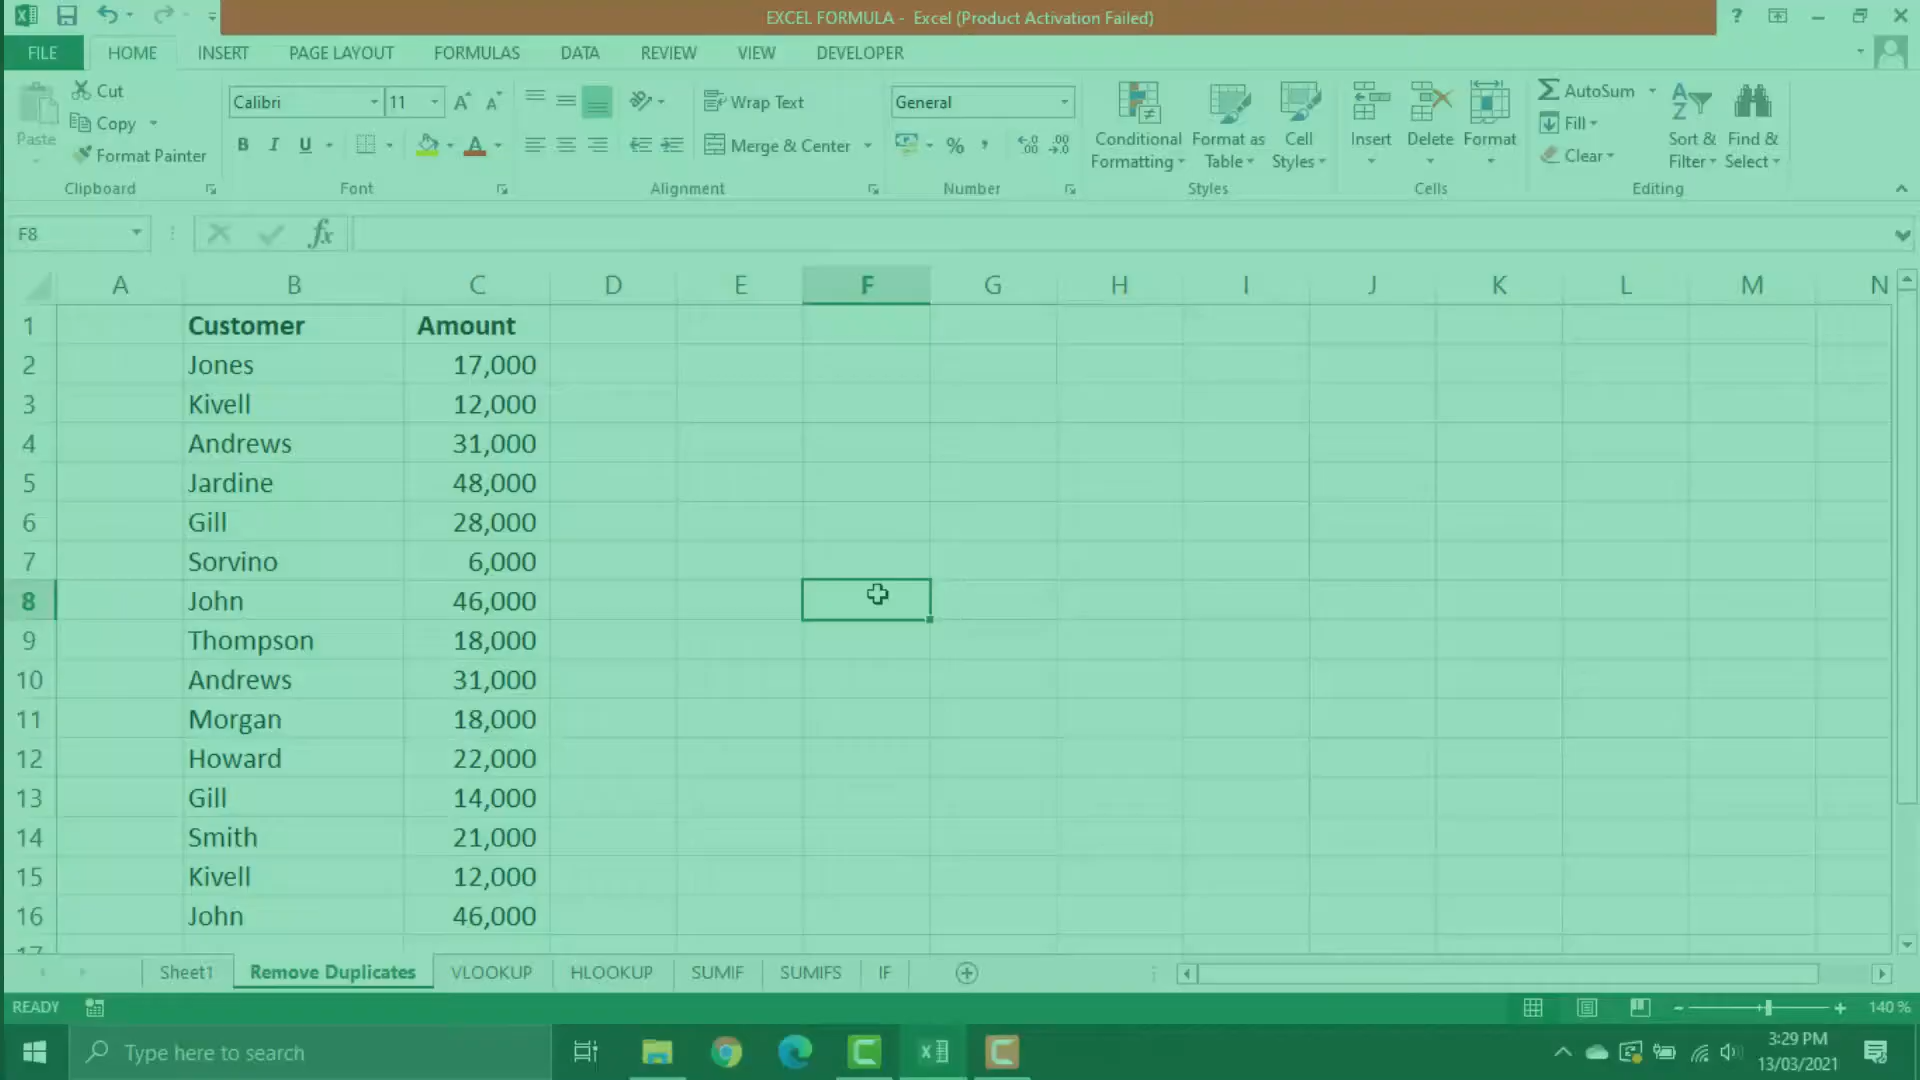 EXCEL FORMULA - Excel (Product Activation Failed)
FILE HOME INSERT PAGE LAYOUT FORMULAS DATA REVIEW VIEW DEVELOPER
Paste
Cut
Copy
Format Painter
Clipboard
Calibri 11
B I U
Font
Wrap Text
Merge & Center
Alignment
General
% ,
Number
Conditional Formatting
Format as Table
Cell Styles
Styles
Insert Delete Format
Cells
AutoSum
Fill
Clear
Sort & Filter
Find & Select
Editing
F8 fx
A B C D E F G H I J K L M N
1 Customer Amount
2 Jones 17,000
3 Kivell 12,000
4 Andrews 31,000
5 Jardine 48,000
6 Gill 28,000
7 Sorvino 6,000
8 John 46,000
9 Thompson 18,000
10 Andrews 31,000
11 Morgan 18,000
12 Howard 22,000
13 Gill 14,000
14 Smith 21,000
15 Kivell 12,000
16 John 46,000
17
Sheet1 Remove Duplicates VLOOKUP HLOOKUP SUMIF SUMIFS IF
READY 140 %
Type here to search
3:29 PM
13/03/2021